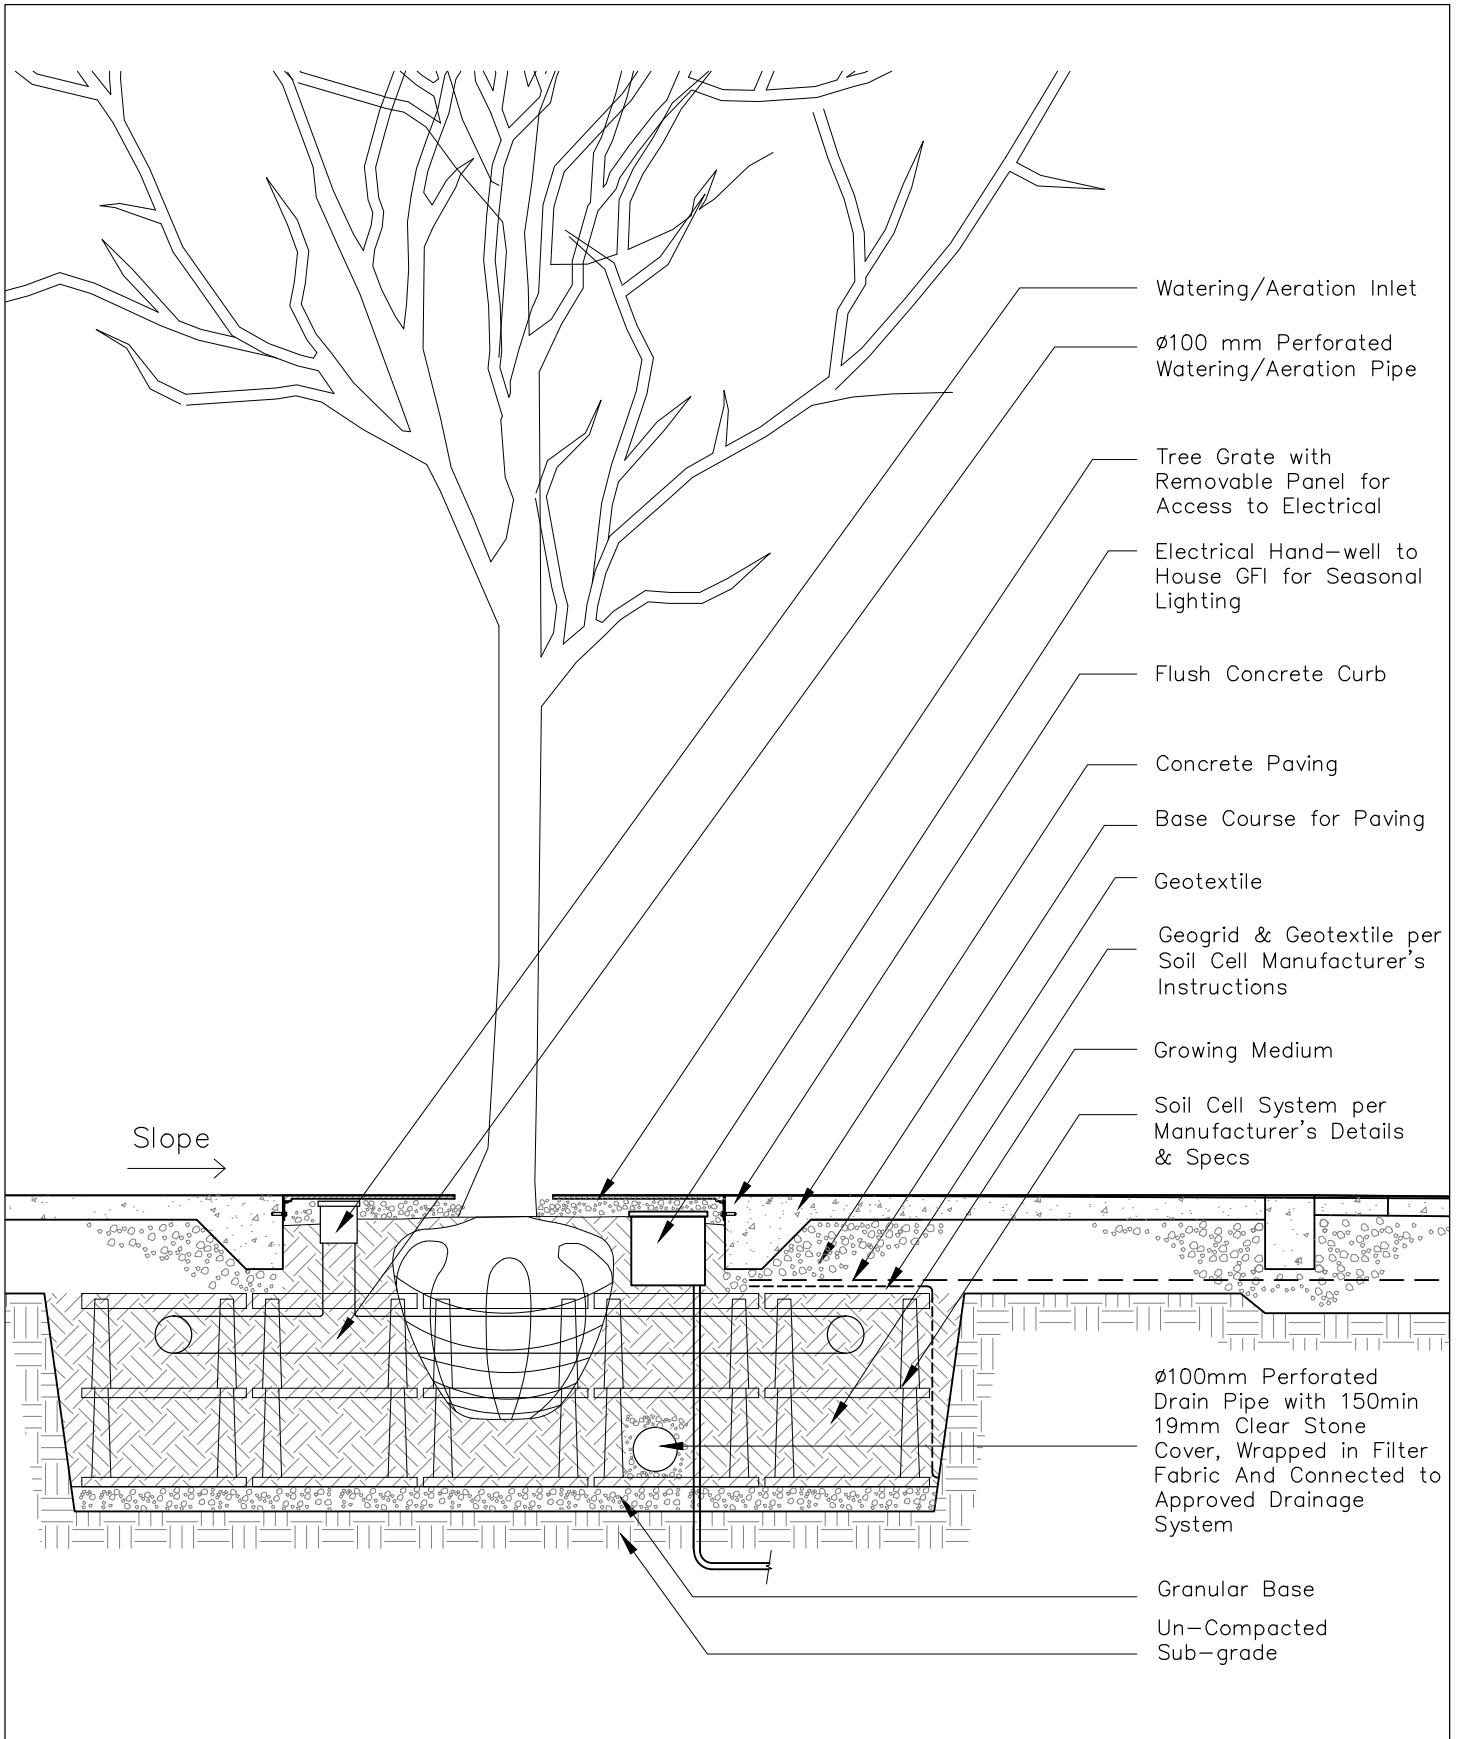 Watering/Aeration Inlet
Ø100 mm Perforated
Watering/Aeration Pipe
Tree Grate with
Removable Panel for
Access to Electrical
Electrical Hand-well to
House GFI for Seasonal
Lighting
Flush Concrete Curb
Concrete Paving
Base Course for Paving
Geotextile
Geogrid & Geotextile per
Soil Cell Manufacturer's
Instructions
Growing Medium
Soil Cell System per
Manufacturer's Details
& Specs
Slope
Ø100mm Perforated
Drain Pipe with 150min
19mm Clear Stone
Cover, Wrapped in Filter
Fabric And Connected to
Approved Drainage
System
Granular Base
Un-Compacted
Sub-grade